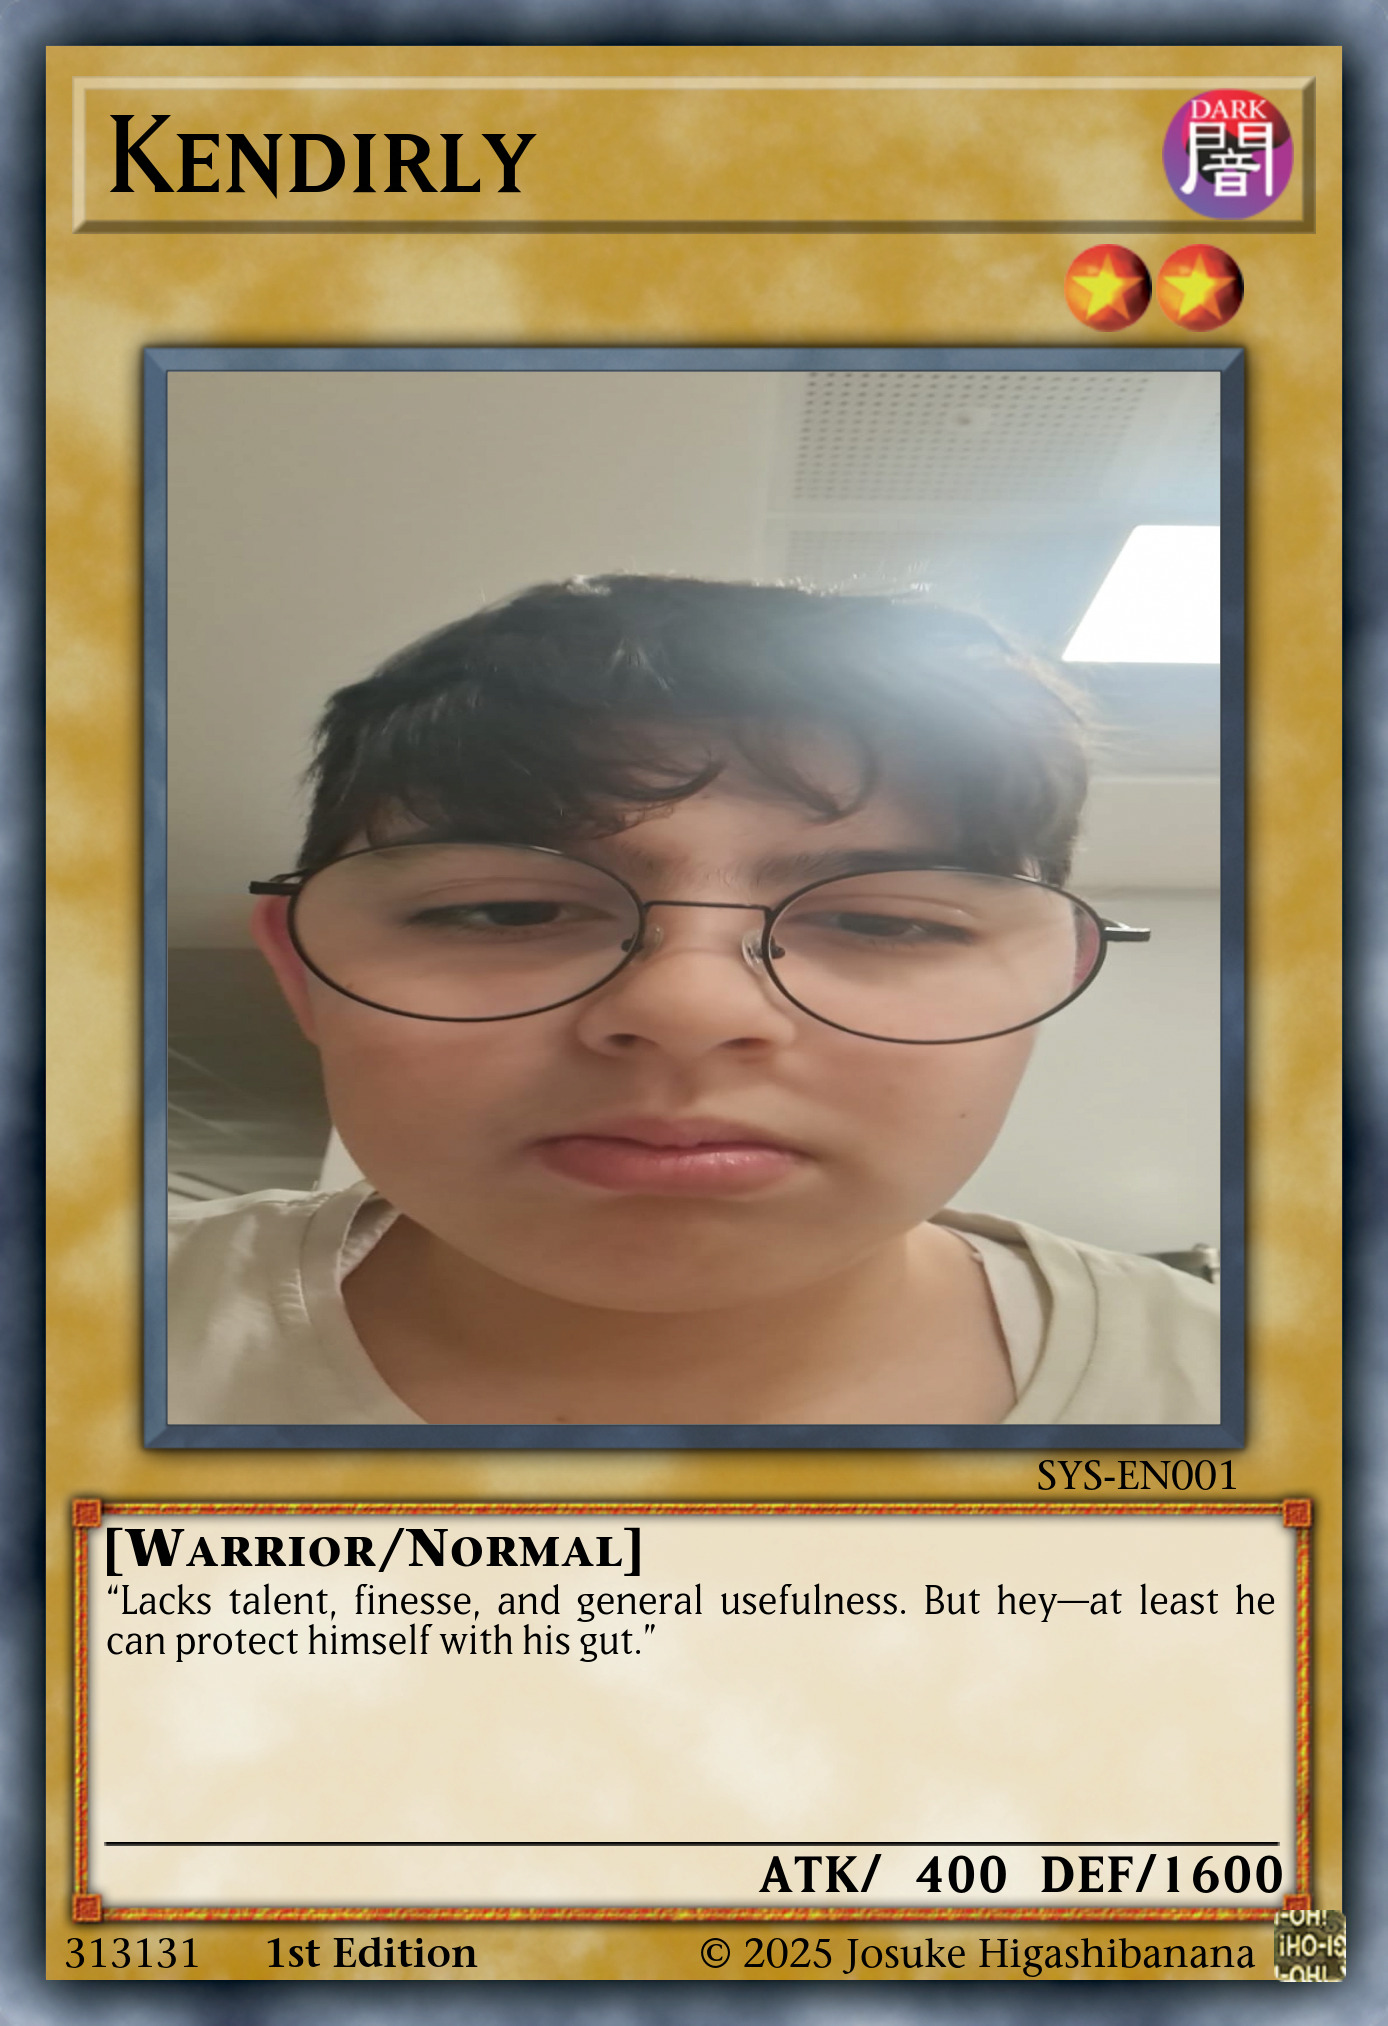 KENDIRLY
DARK
闇
SYS-EN001
[WARRIOR/NORMAL]
“Lacks talent, finesse, and general usefulness. But hey—at least he
can protect himself with his gut.”
ATK/ 400 DEF/1600
313131 1st Edition © 2025 Josuke Higashibanana